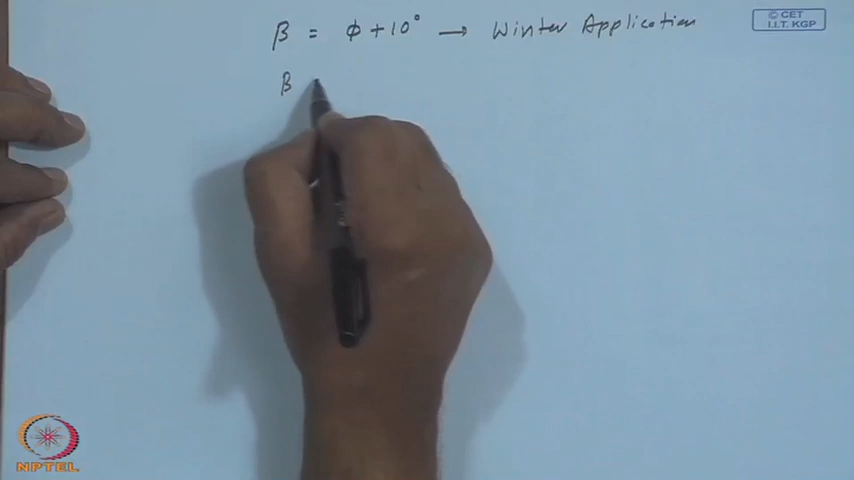 β = φ + 10° → Winter Application
© CET
I.I.T. KGP
β
NPTEL